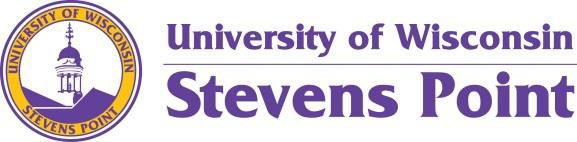 UNIVERSITY OF WISCONSIN
STEVENS POINT
University of Wisconsin
Stevens Point